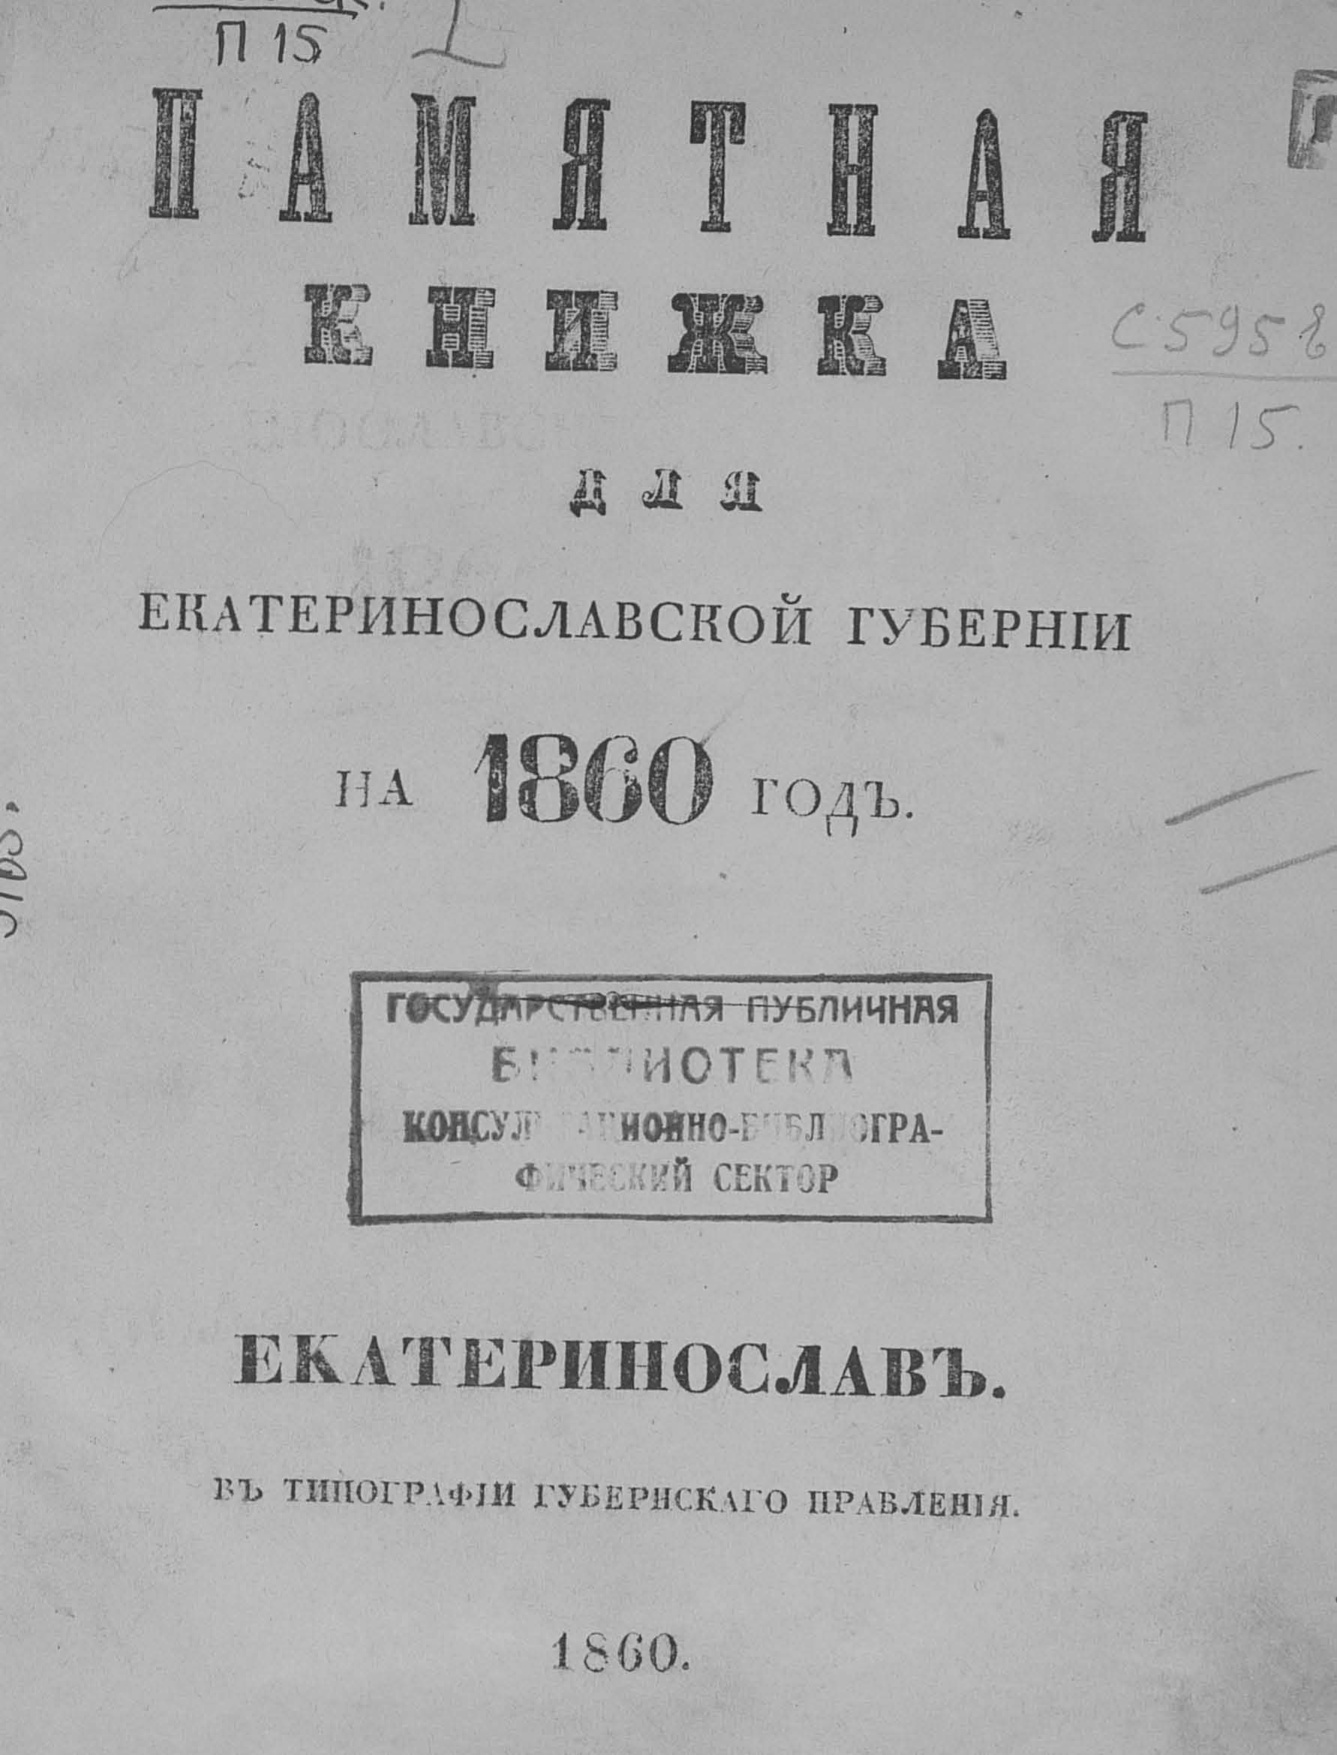 П 15
ПАМЯТНАЯ
КНИЖКА
С595в
П 15.
ДЛЯ
ЕКАТЕРИНОСЛАВСКОЙ ГУБЕРНІИ
НА 1860 ГОДЪ.
ГОСУДАРСТВЕННАЯ ПУБЛИЧНАЯ
БИБЛИОТЕКА
КОНСУЛЬТАЦИОННО-БИБЛИОГРА-
ФИЧЕСКИЙ СЕКТОР
ЕКАТЕРИНОСЛАВЪ.
ВЪ ТИПОГРАФІИ ГУБЕРНСКАГО ПРАВЛЕНІЯ.
1860.